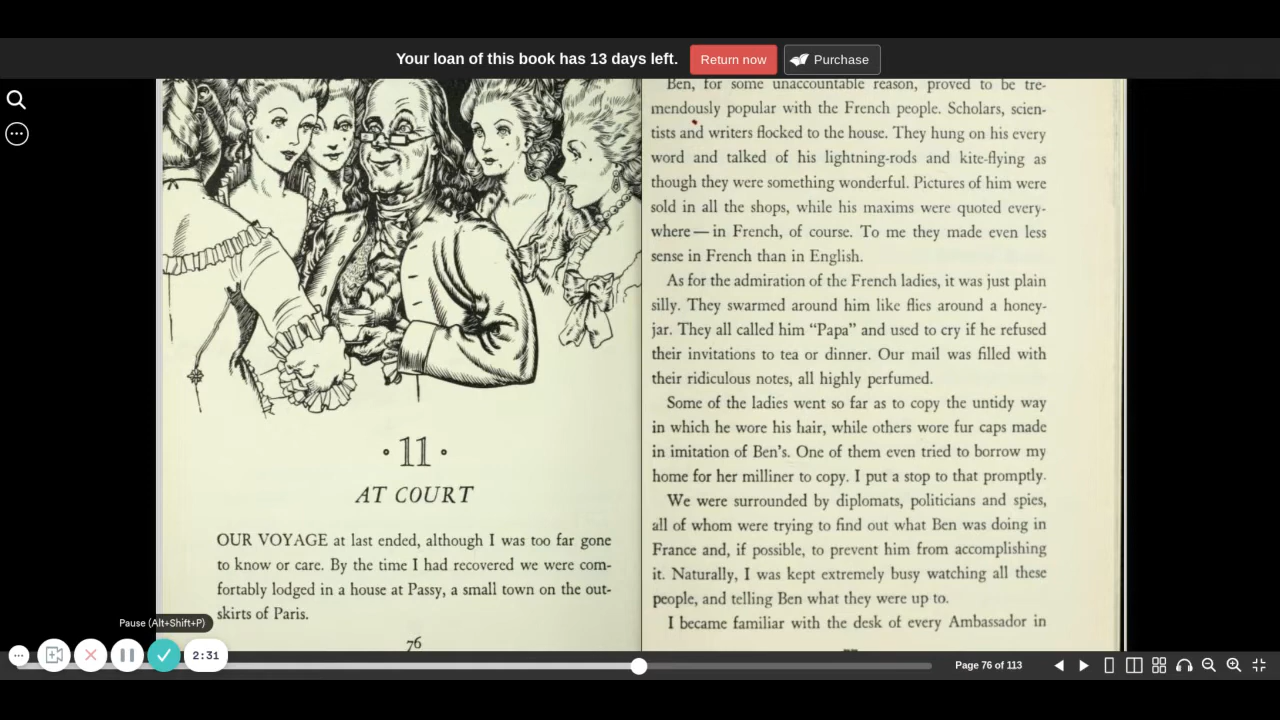 Your loan of this book has 13 days left.
Return now
Purchase
• 11 •
AT COURT
OUR VOYAGE at last ended, although I was too far gone
to know or care. By the time I had recovered we were com-
fortably lodged in a house at Passy, a small town on the out-
skirts of Paris.
76
Ben, for some unaccountable reason, proved to be tre-
mendously popular with the French people. Scholars, scien-
tists and writers flocked to the house. They hung on his every
word and talked of his lightning-rods and kite-flying as
though they were something wonderful. Pictures of him were
sold in all the shops, while his maxims were quoted every-
where — in French, of course. To me they made even less
sense in French than in English.
As for the admiration of the French ladies, it was just plain
silly. They swarmed around him like flies around a honey-
jar. They all called him “Papa” and used to cry if he refused
their invitations to tea or dinner. Our mail was filled with
their ridiculous notes, all highly perfumed.
Some of the ladies went so far as to copy the untidy way
in which he wore his hair, while others wore fur caps made
in imitation of Ben's. One of them even tried to borrow my
home for her milliner to copy. I put a stop to that promptly.
We were surrounded by diplomats, politicians and spies,
all of whom were trying to find out what Ben was doing in
France and, if possible, to prevent him from accomplishing
it. Naturally, I was kept extremely busy watching all these
people, and telling Ben what they were up to.
I became familiar with the desk of every Ambassador in
Pause (Alt+Shift+P)
2:31
Page 76 of 113